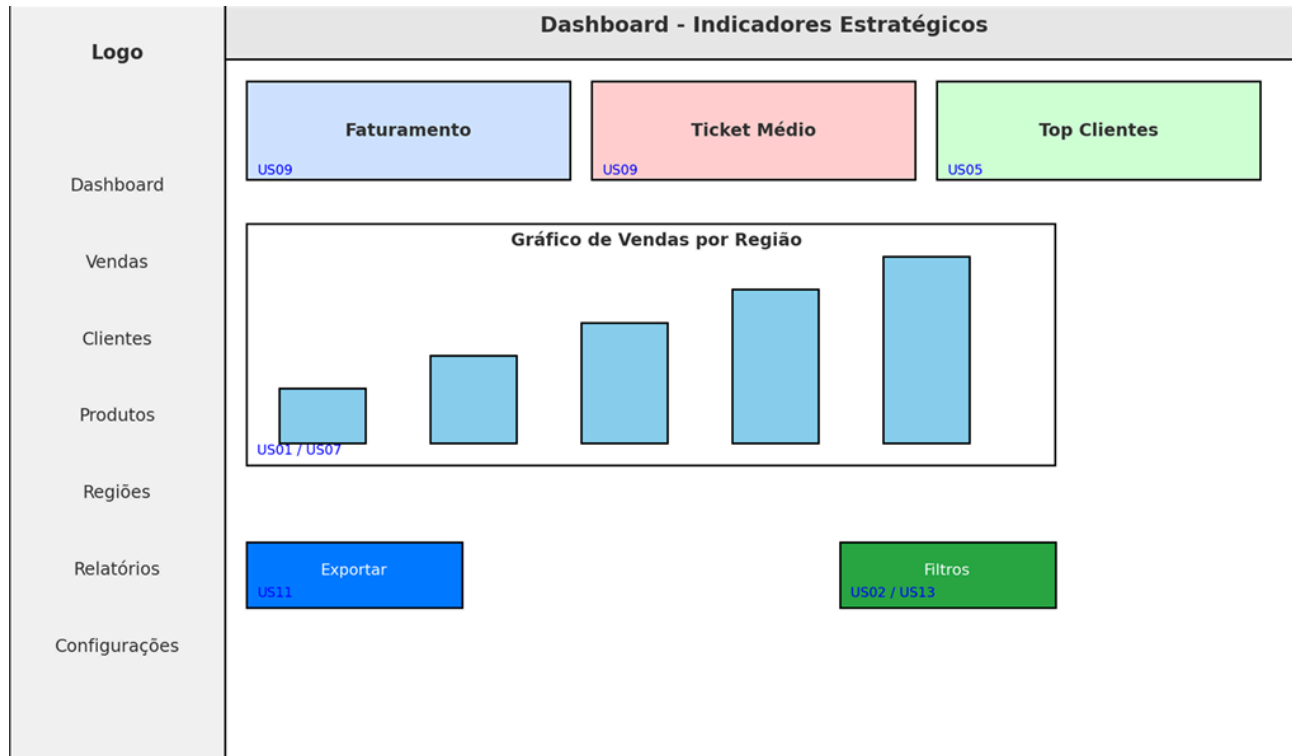 Dashboard - Indicadores Estratégicos
Logo
Dashboard
Vendas
Clientes
Produtos
Regiões
Relatórios
Configurações
Faturamento
US09
Ticket Médio
US09
Top Clientes
US05
Gráfico de Vendas por Região
US01 / US07
Exportar
US11
Filtros
US02 / US13